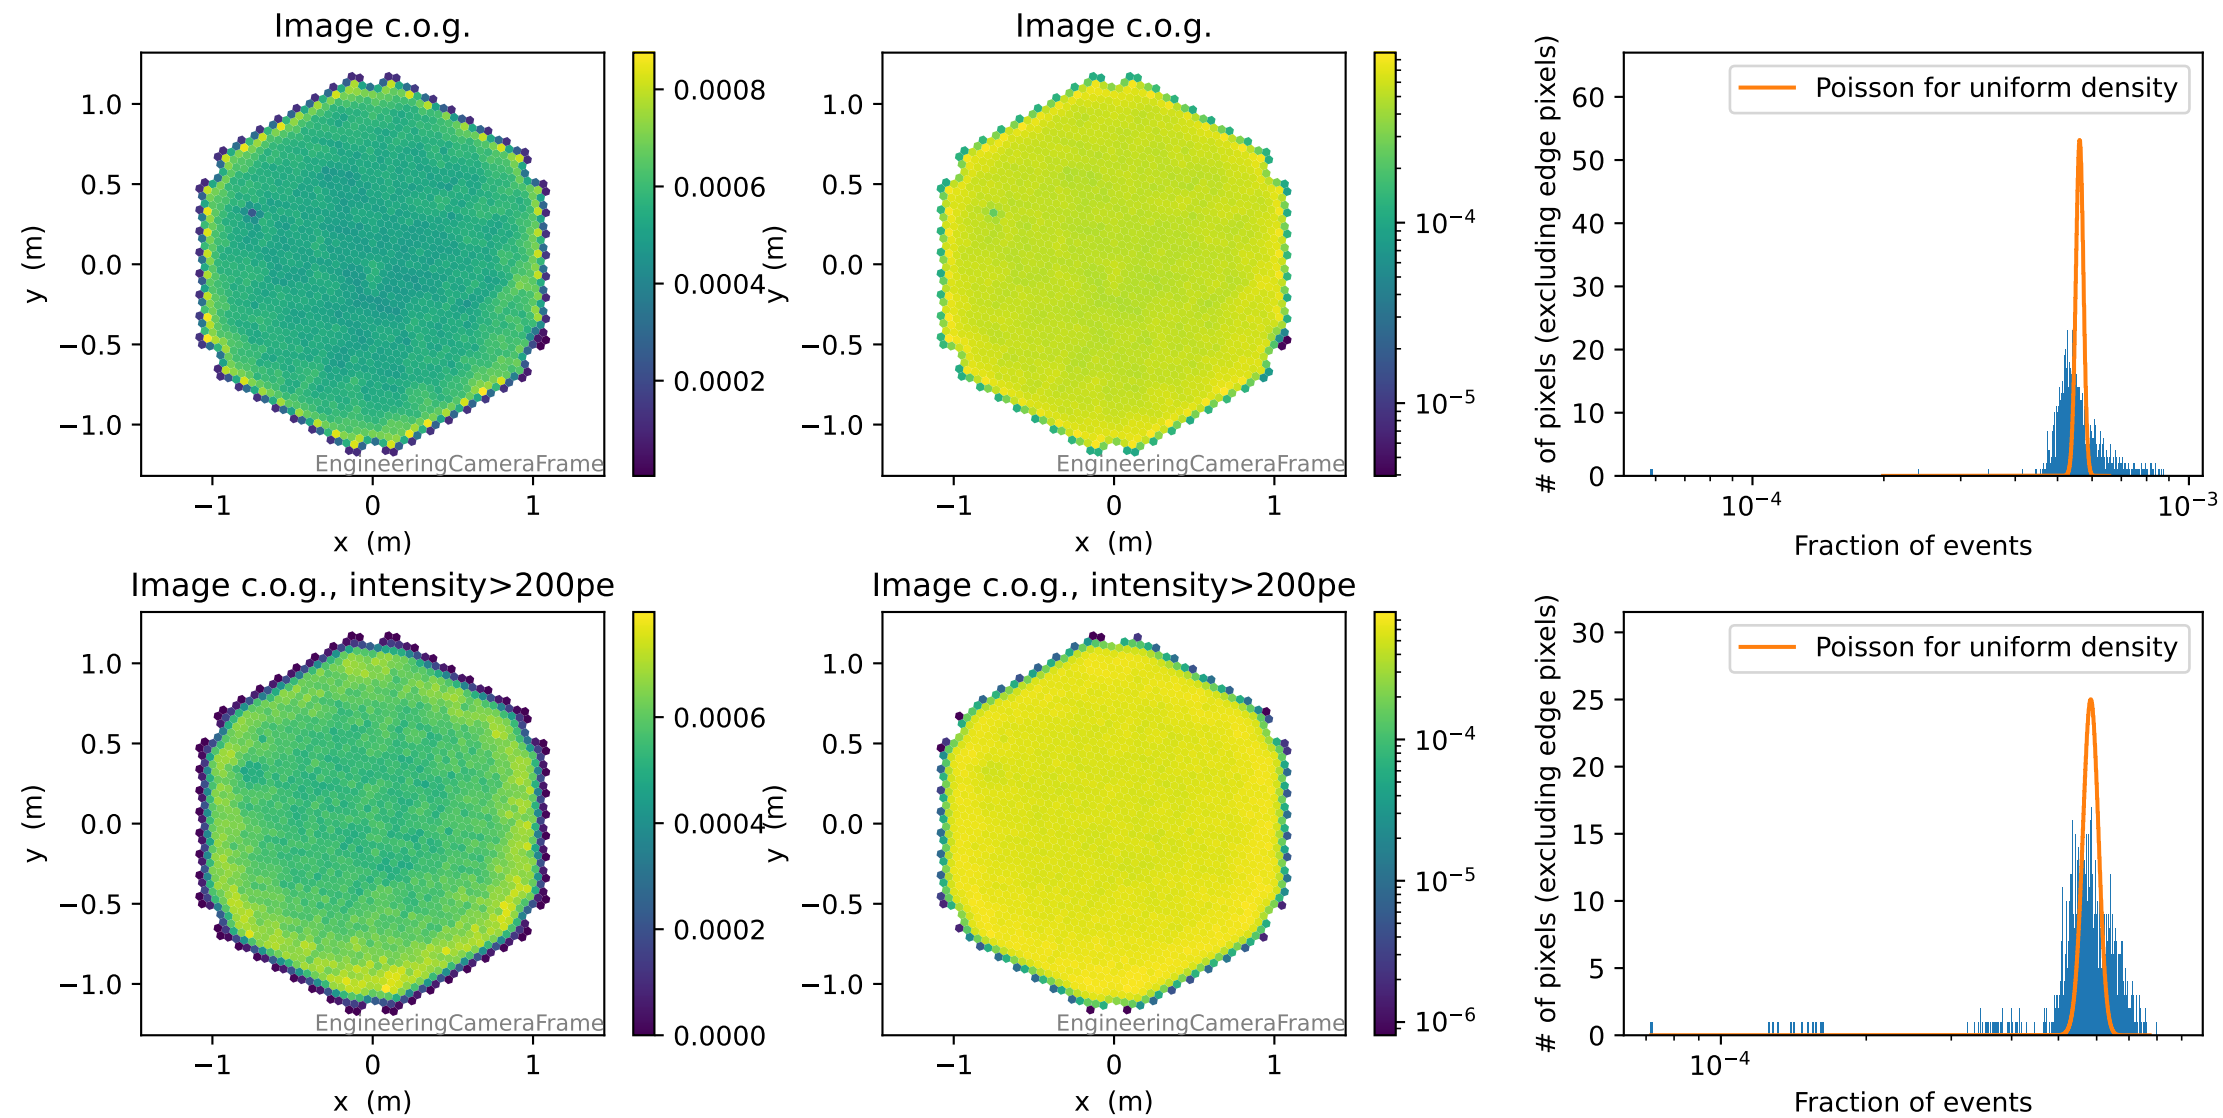 Image c.o.g.
1.0
0.5
0.0
−0.5
−1.0
y (m)
−1
0
1
x (m)
EngineeringCameraFrame
0.0008
0.0006
0.0004
0.0002
Image c.o.g.
1.0
0.5
0.0
−0.5
−1.0
y (m)
−1
0
1
x (m)
EngineeringCameraFrame
10⁻⁴
10⁻⁵
# of pixels (excluding edge pixels)
60
50
40
30
20
10
0
Poisson for uniform density
10⁻⁴
10⁻³
Fraction of events
Image c.o.g., intensity>200pe
1.0
0.5
0.0
−0.5
−1.0
y (m)
−1
0
1
x (m)
EngineeringCameraFrame
0.0006
0.0004
0.0002
0.0000
Image c.o.g., intensity>200pe
1.0
0.5
0.0
−0.5
−1.0
y (m)
−1
0
1
x (m)
EngineeringCameraFrame
10⁻⁴
10⁻⁵
10⁻⁶
# of pixels (excluding edge pixels)
30
25
20
15
10
5
0
Poisson for uniform density
10⁻⁴
Fraction of events